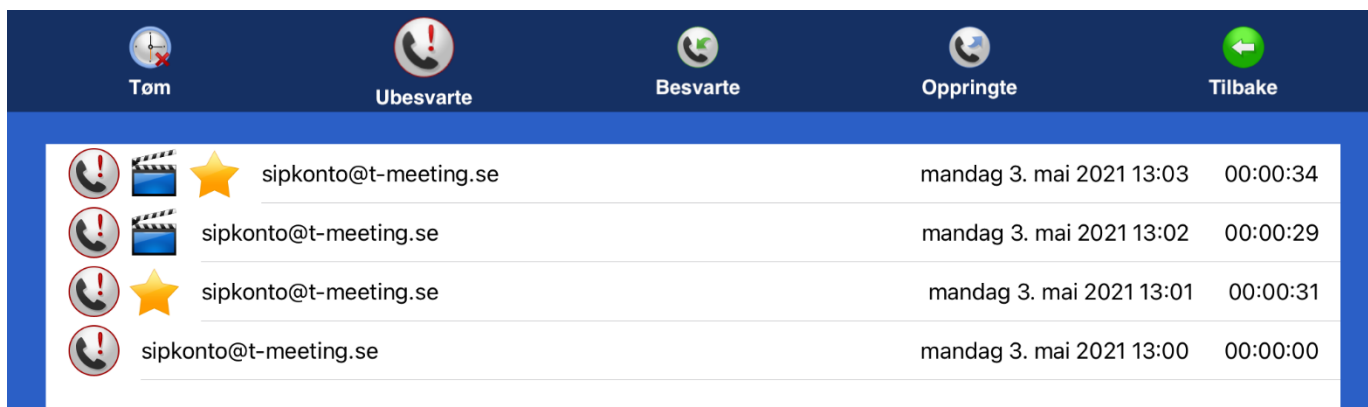 Tøm Ubesvarte Besvarte Oppringte Tilbake
sipkonto@t-meeting.se mandag 3. mai 2021 13:03 00:00:34
sipkonto@t-meeting.se mandag 3. mai 2021 13:02 00:00:29
sipkonto@t-meeting.se mandag 3. mai 2021 13:01 00:00:31
sipkonto@t-meeting.se mandag 3. mai 2021 13:00 00:00:00